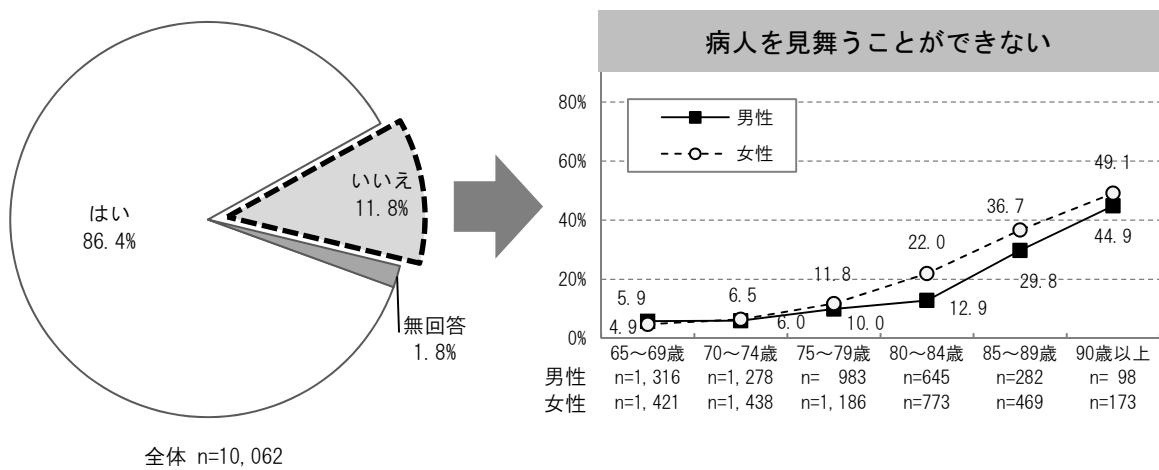 はい
86.4%
いいえ
11.8%
無回答
1.8%
全体 n=10,062
病人を見舞うことができない
80%
60%
40%
20%
0%
男性
女性
5.9
4.9
6.5
6.0
11.8
10.0
22.0
12.9
36.7
29.8
49.1
44.9
65～69歳 70～74歳 75～79歳 80～84歳 85～89歳 90歳以上
男性 n=1,316 n=1,278 n= 983 n=645 n=282 n= 98
女性 n=1,421 n=1,438 n=1,186 n=773 n=469 n=173